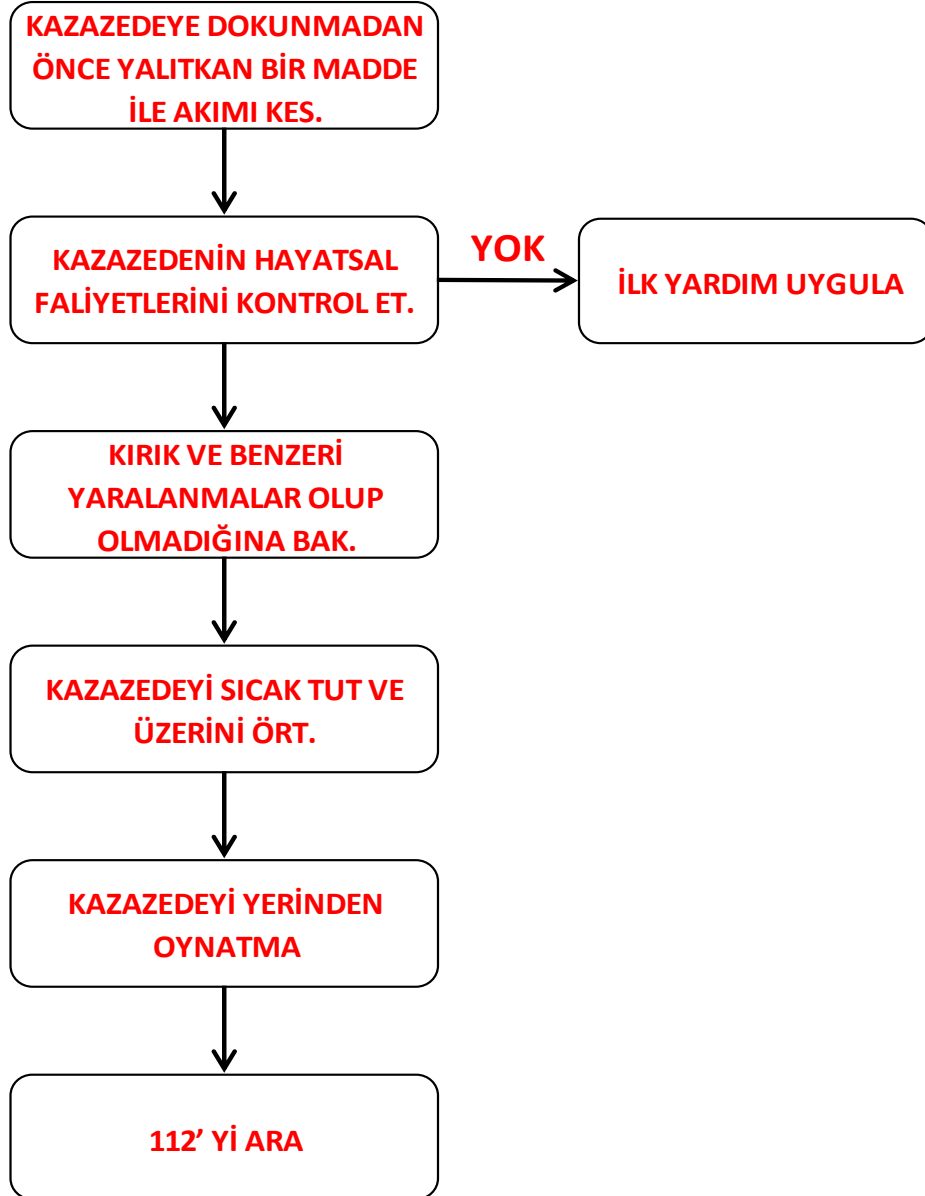 KAZAZEDEYE DOKUNMADAN
ÖNCE YALITKAN BİR MADDE
İLE AKIMI KES.
KAZAZEDENİN HAYATSAL
FALİYETLERİNİ KONTROL ET.
YOK
İLK YARDIM UYGULA
KIRIK VE BENZERİ
YARALANMALAR OLUP
OLMADIĞINA BAK.
KAZAZEDEYİ SICAK TUT VE
ÜZERİNİ ÖRT.
KAZAZEDEYİ YERİNDEN
OYNATMA
112’ Yİ ARA